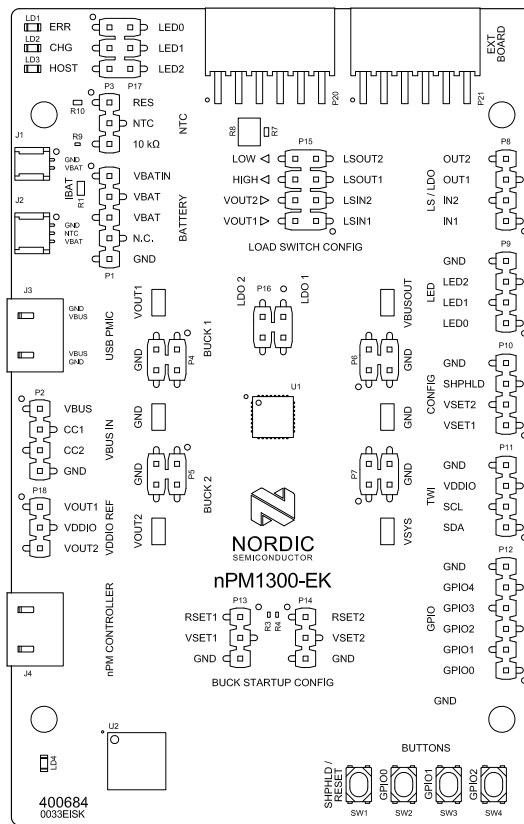 LD1 ERR LED0
LD2 CHG LED1
LD3 HOST LED2
P3 P17
R10 RES
NTC
R9 10 kΩ
NTC
P20
P21
EXT BOARD
J1
GND
VBAT
IBAT
R1
J2
GND
NTC
VBAT
VBATIN
VBAT
VBAT
N.C.
GND
P1
BATTERY
R8 R7 P15
LOW LSOUT2
HIGH LSOUT1
VOUT2 LSIN2
VOUT1 LSIN1
LOAD SWITCH CONFIG
P8
OUT2
OUT1
IN2
IN1
LS / LDO
P9
GND
LED2
LED1
LED0
LED
J3
GND
VBUS
VBUS
GND
USB PMIC
VOUT1
GND
P4
BUCK 1
LDO 2 P16 LDO 1
VBUSOUT
P6
GND
P10
GND
SHPHLD
VSET2
VSET1
CONFIG
P2
VBUS
CC1
CC2
GND
VBUS IN
GND
U1
GND
GND
P5
BUCK 2
P7
GND
P11
GND
VDDIO
SCL
SDA
TWI
P18
VOUT1
VDDIO
VOUT2
VDDIO REF
VOUT2
VSYS
NORDIC
SEMICONDUCTOR
nPM1300-EK
P12
GND
GPIO4
GPIO3
GPIO2
GPIO1
GPIO0
GPIO
J4
nPM CONTROLLER
P13 R3 R4 P14
RSET1 RSET2
VSET1 VSET2
GND GND
BUCK STARTUP CONFIG
GND
U2
LD4
400684
0033EISK
BUTTONS
SHPHLD / RESET
GPIO0
GPIO1
GPIO2
SW1 SW2 SW3 SW4